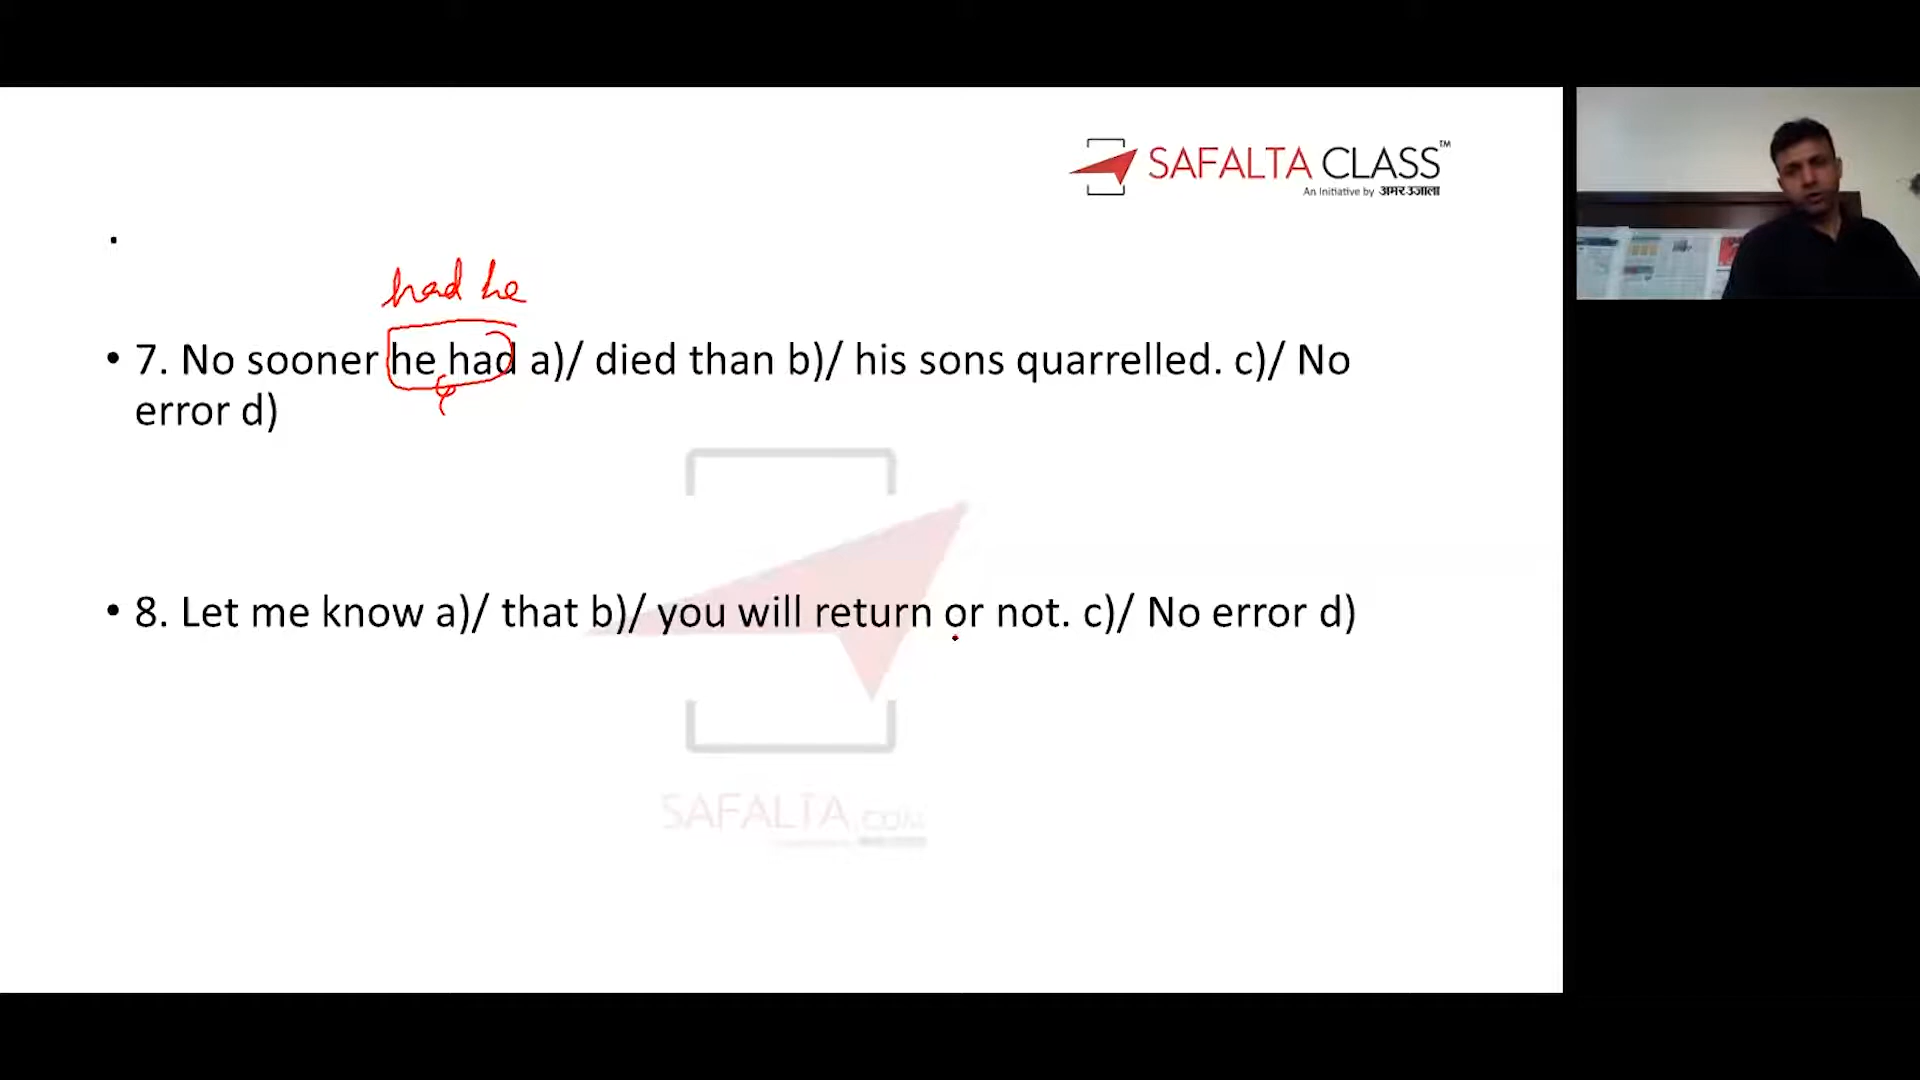 SAFALTA CLASS™
An Initiative by अमर उजाला
.
had he
• 7. No sooner he had a)/ died than b)/ his sons quarrelled. c)/ No
error d)
• 8. Let me know a)/ that b)/ you will return or not. c)/ No error d)
SAFALTA.COM